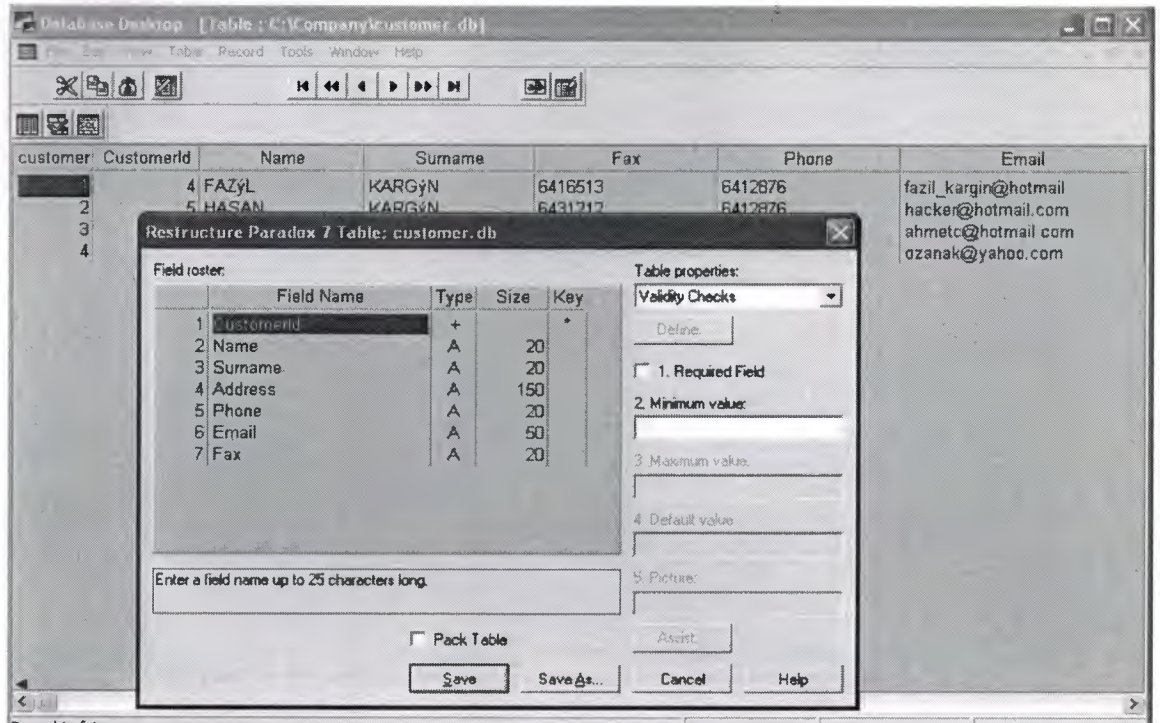 Database Desktop - [Table : C:\Company\customer.db]
View Table Record Tools Window Help
customer CustomerId Name Surname Fax Phone Email
1 4 FAZýL KARGýN 6416513 6412876 fazil_kargin@hotmail
2 5 HASAN KARGýN 6431212 6412876 hacker@hotmail.com
3 ahmetc@hotmail.com
4 ozanak@yahoo.com
Restructure Paradox 7 Table: customer.db
Field roster:
Field Name Type Size Key
1 CustomerId + *
2 Name A 20
3 Surname A 20
4 Address A 150
5 Phone A 20
6 Email A 50
7 Fax A 20
Enter a field name up to 25 characters long.
Pack Table
Table properties:
Validity Checks
Define...
1. Required Field
2. Minimum value:
3. Maximum value:
4. Default value:
5. Picture:
Assist...
Save Save As... Cancel Help